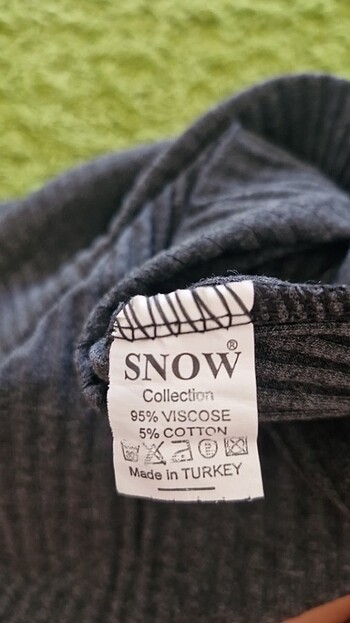 SNOW®
Collection
95% VISCOSE
5% COTTON
Made in TURKEY